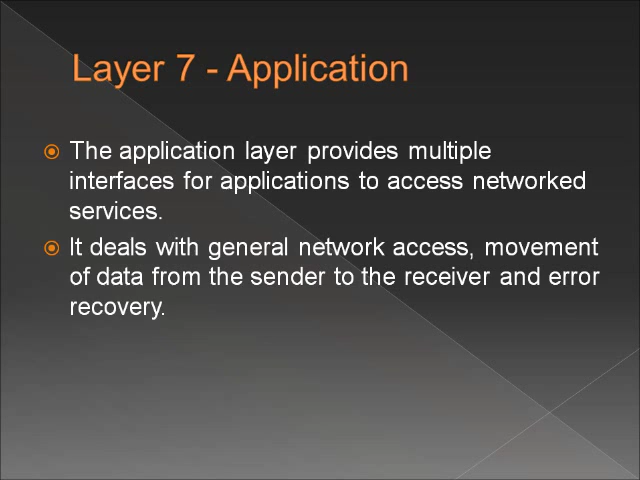 Layer 7 - Application
The application layer provides multiple
interfaces for applications to access networked
services.
It deals with general network access, movement
of data from the sender to the receiver and error
recovery.